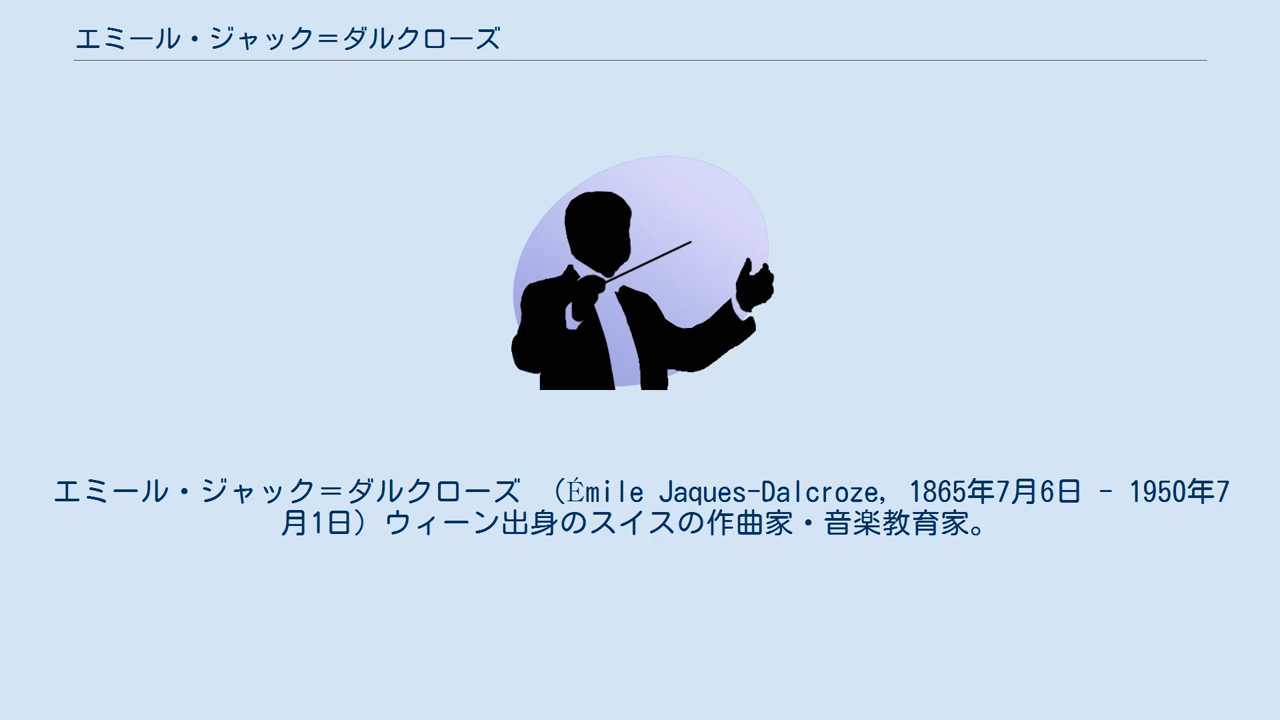 エミール・ジャック＝ダルクローズ
エミール・ジャック＝ダルクローズ （Émile Jaques-Dalcroze, 1865年7月6日 - 1950年7
月1日）ウィーン出身のスイスの作曲家・音楽教育家。